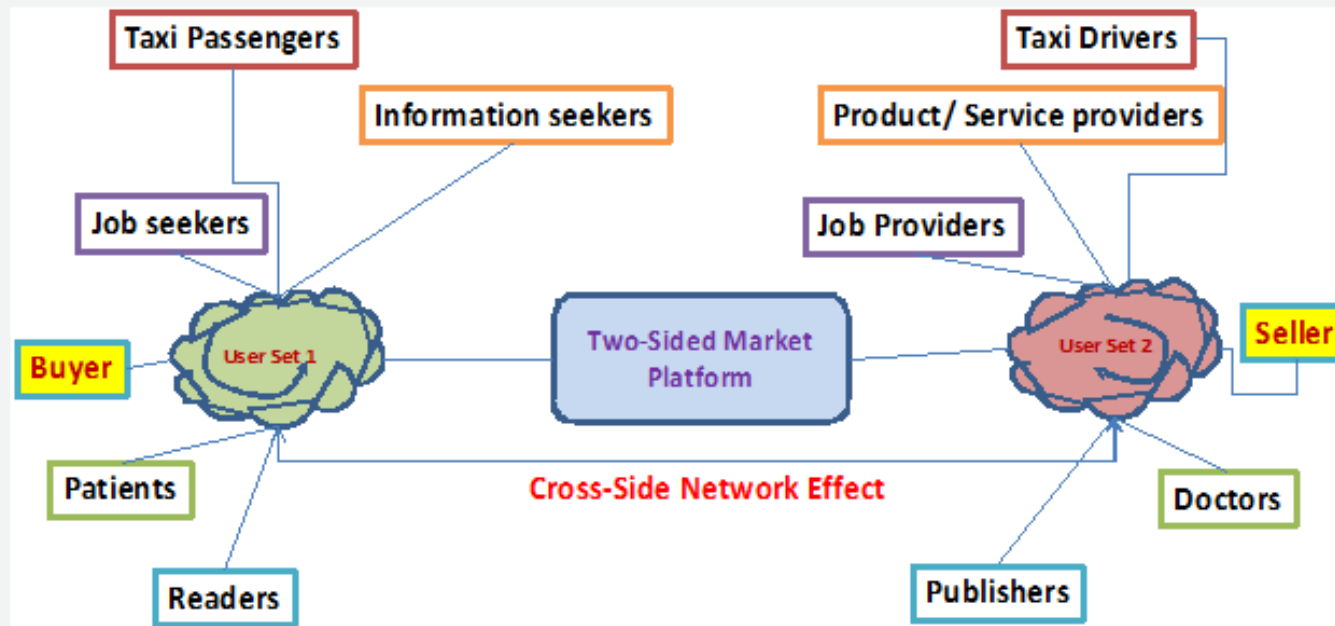 Taxi Passengers
Taxi Drivers
Information seekers
Product/ Service providers
Job seekers
Job Providers
Buyer
User Set 1
Two-Sided Market
Platform
User Set 2
Seller
Patients
Cross-Side Network Effect
Doctors
Readers
Publishers